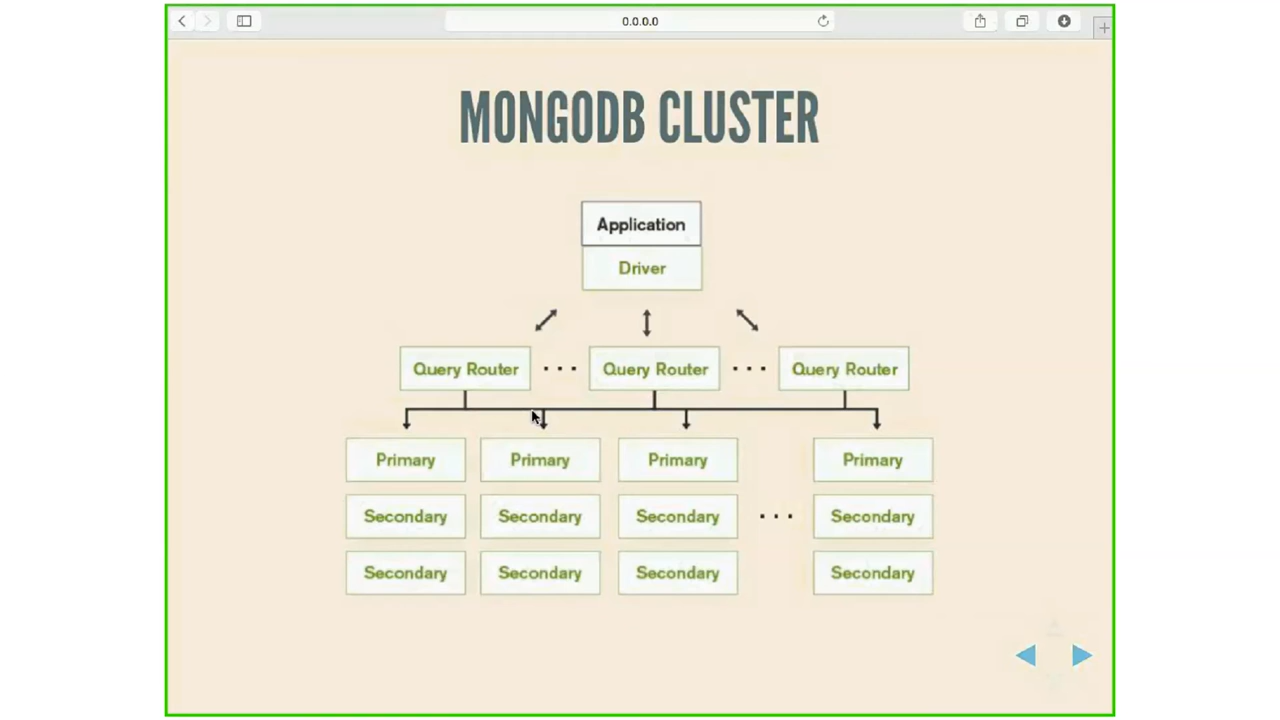 0.0.0.0
MONGODB CLUSTER
Application
Driver
Query Router ... Query Router ... Query Router
Primary Primary Primary Primary
Secondary Secondary Secondary ... Secondary
Secondary Secondary Secondary Secondary